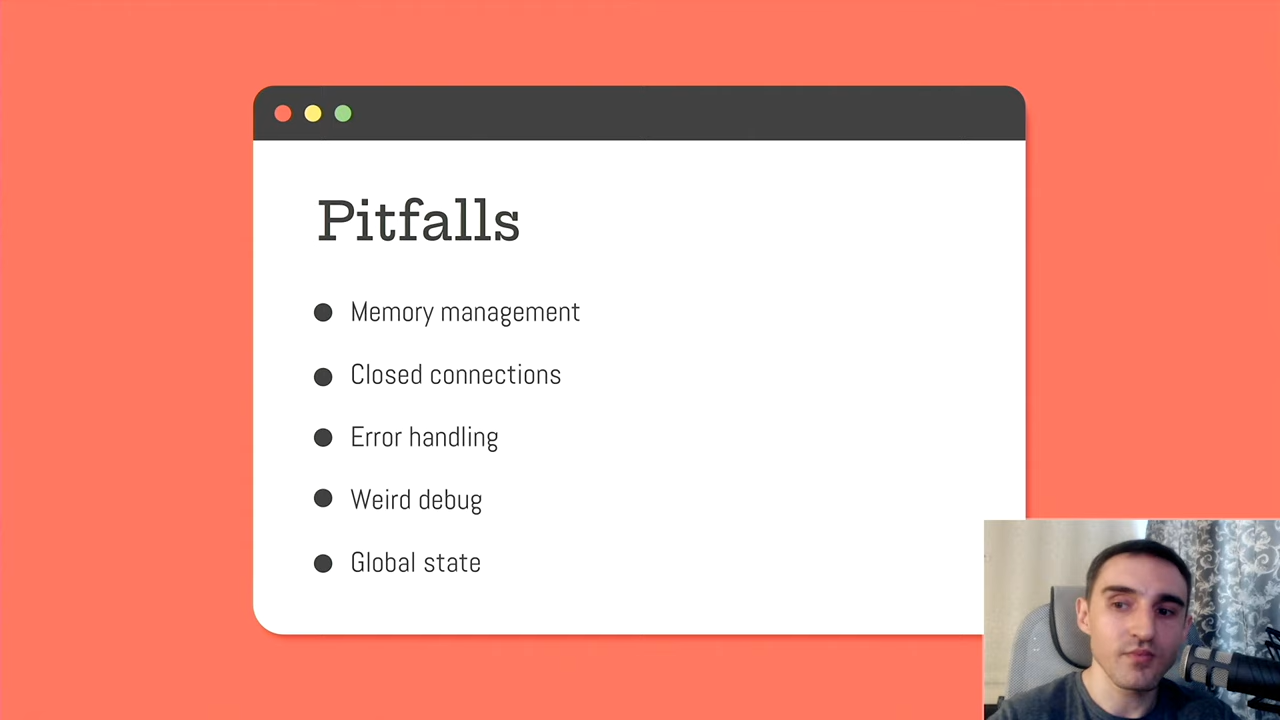 Pitfalls
Memory management
Closed connections
Error handling
Weird debug
Global state